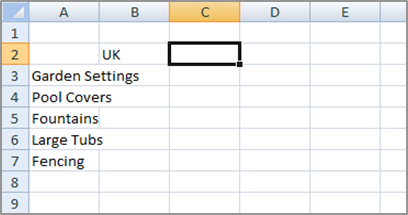 A B C D E
1
2 UK
3 Garden Settings
4 Pool Covers
5 Fountains
6 Large Tubs
7 Fencing
8
9